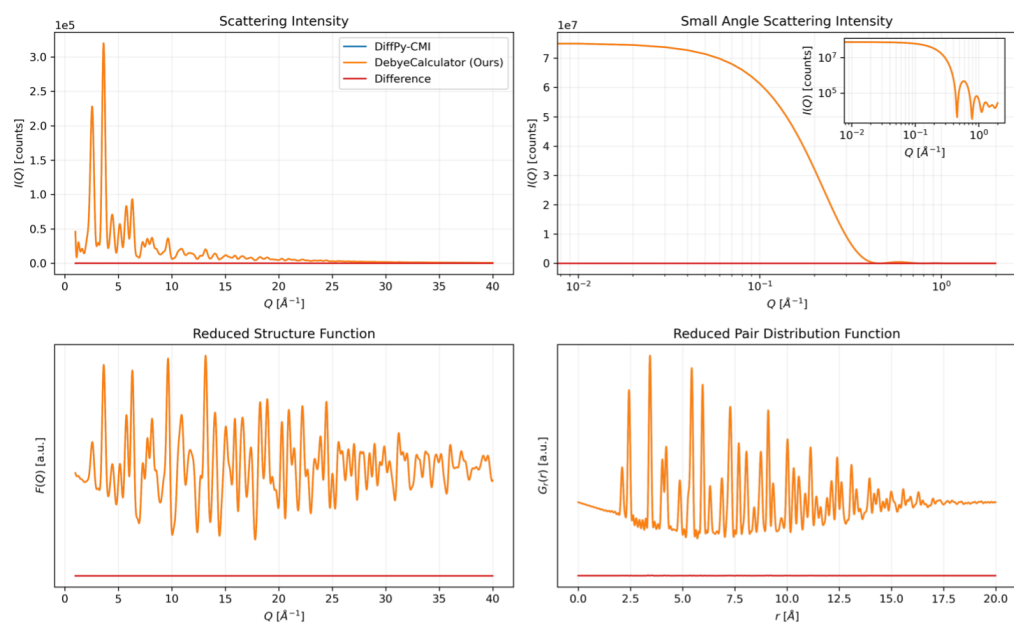 Scattering Intensity
1e5
3.0
2.5
2.0
1.5
1.0
0.5
0.0
I(Q) [counts]
0 5 10 15 20 25 30 35 40
Q [Å⁻¹]
DiffPy-CMI
DebyeCalculator (Ours)
Difference
Small Angle Scattering Intensity
1e7
7
6
5
4
3
2
1
0
I(Q) [counts]
10⁻² 10⁻¹ 10⁰
Q [Å⁻¹]
10⁷
10⁵
I(Q) [counts]
10⁻² 10⁻¹ 10⁰
Q [Å⁻¹]
Reduced Structure Function
F(Q) [a.u.]
0 5 10 15 20 25 30 35 40
Q [Å⁻¹]
Reduced Pair Distribution Function
Gᵣ(r) [a.u.]
0.0 2.5 5.0 7.5 10.0 12.5 15.0 17.5 20.0
r [Å]